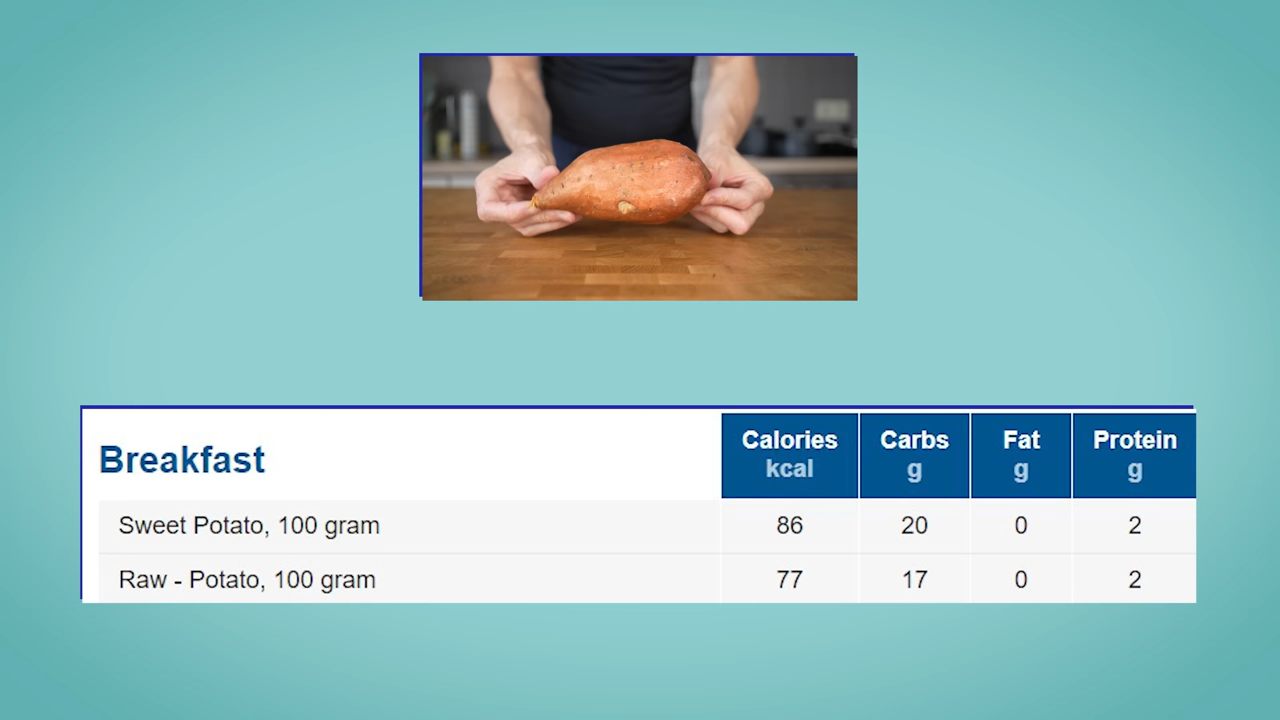 Breakfast
Calories Carbs Fat Protein
kcal g g g
Sweet Potato, 100 gram 86 20 0 2
Raw - Potato, 100 gram 77 17 0 2